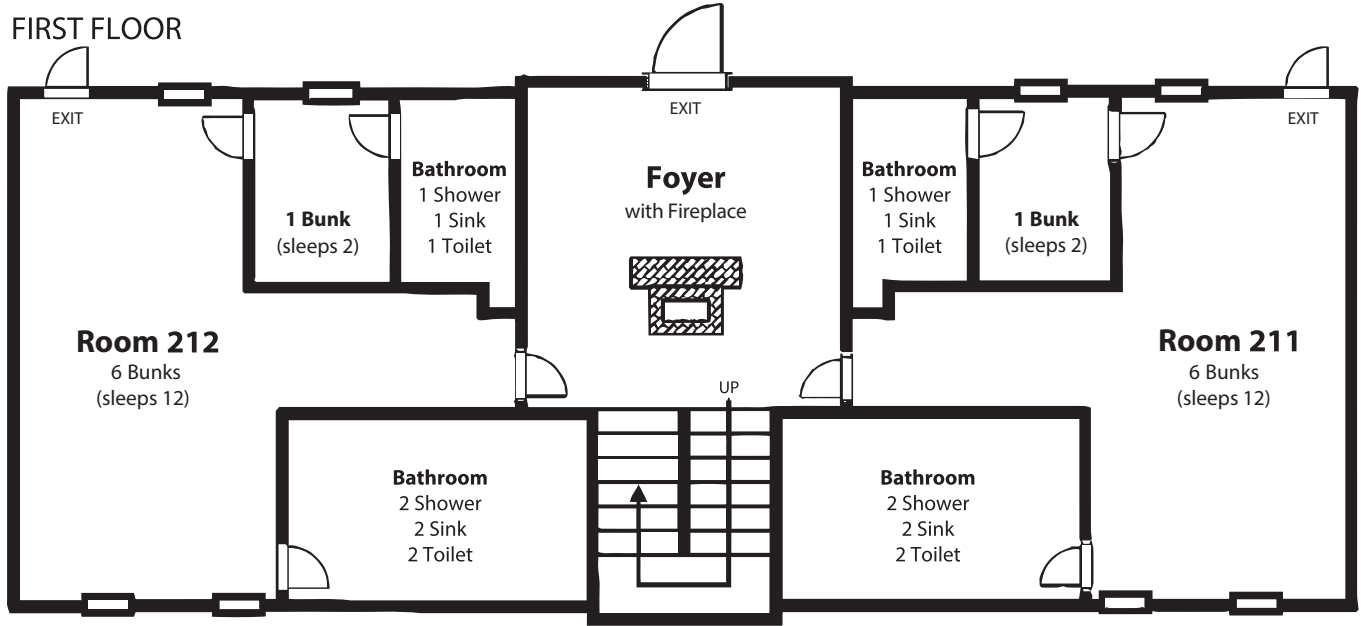 FIRST FLOOR
EXIT
EXIT
EXIT
Bathroom
1 Shower
1 Sink
1 Toilet
Foyer
with Fireplace
Bathroom
1 Shower
1 Sink
1 Toilet
1 Bunk
(sleeps 2)
1 Bunk
(sleeps 2)
Room 212
6 Bunks
(sleeps 12)
Room 211
6 Bunks
(sleeps 12)
UP
Bathroom
2 Shower
2 Sink
2 Toilet
Bathroom
2 Shower
2 Sink
2 Toilet